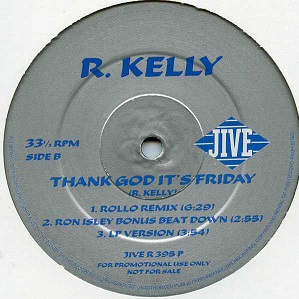 R. KELLY
33⅓ RPM
SIDE B
JIVE
THANK GOD IT'S FRIDAY
(R. KELLY)
1. ROLLO REMIX (6:29)
2. RON ISLEY BONUS BEAT DOWN (2:55)
3. LP VERSION (3:54)
JIVE R 395 P
FOR PROMOTIONAL USE ONLY
NOT FOR SALE